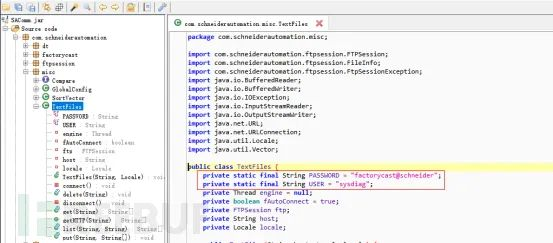 SAComm.jar
Source code
com.schneiderautomation
dt
factorycast
ftpsession
misc
Compare
GlobalConfig
SortVector
TextFiles
PASSWORD : String
USER : String
engine : Thread
fAutoConnect : boolean
ftp : FTPSession
host : String
locale : Locale
TextFiles(String, Locale) : void
connect() : void
delete(String) : void
disconnect() : void
get(String) : String
getHTTP(String) : String
list(String, String) : String[]
put(String, String[]) : void
com.schneiderautomation.misc.TextFiles
package com.schneiderautomation.misc;
import com.schneiderautomation.ftpsession.FTPSession;
import com.schneiderautomation.ftpsession.FileInfo;
import com.schneiderautomation.ftpsession.FtpSessionException;
import java.io.BufferedReader;
import java.io.BufferedWriter;
import java.io.IOException;
import java.io.InputStreamReader;
import java.io.OutputStreamWriter;
import java.net.URL;
import java.net.URLConnection;
import java.util.Locale;
import java.util.Vector;
public class TextFiles {
private static final String PASSWORD = "factorycast@schneider";
private static final String USER = "sysdiag";
private Thread engine = null;
private boolean fAutoConnect = true;
private FTPSession ftp;
private String host;
private Locale locale;